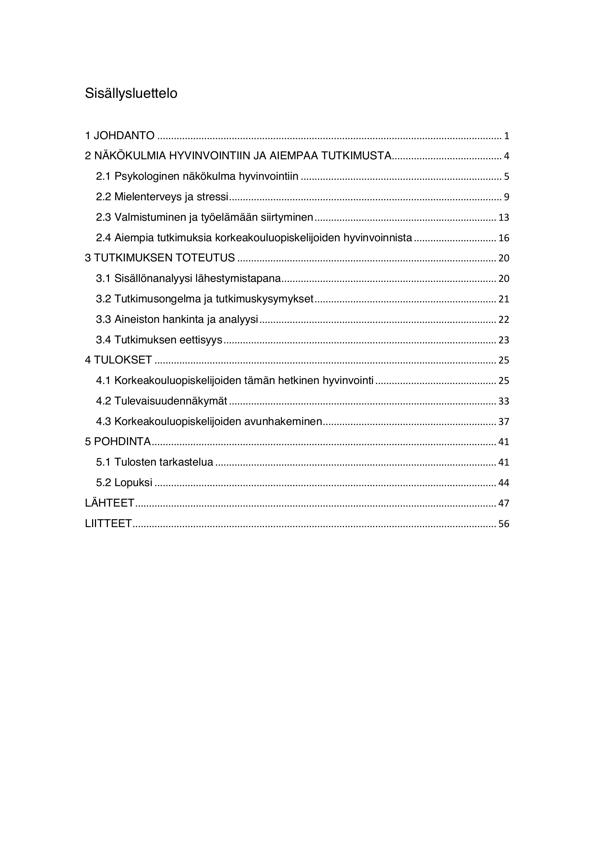 Sisällysluettelo
1 JOHDANTO ........ 1
2 NÄKÖKULMIA HYVINVOINTIIN JA AIEMPAA TUTKIMUSTA ........ 4
2.1 Psykologinen näkökulma hyvinvointiin ........ 5
2.2 Mielenterveys ja stressi ........ 9
2.3 Valmistuminen ja työelämään siirtyminen ........ 13
2.4 Aiempia tutkimuksia korkeakouluopiskelijoiden hyvinvoinnista ........ 16
3 TUTKIMUKSEN TOTEUTUS ........ 20
3.1 Sisällönanalyysi lähestymistapana ........ 20
3.2 Tutkimusongelma ja tutkimuskysymykset ........ 21
3.3 Aineiston hankinta ja analyysi ........ 22
3.4 Tutkimuksen eettisyys ........ 23
4 TULOKSET ........ 25
4.1 Korkeakouluopiskelijoiden tämän hetkinen hyvinvointi ........ 25
4.2 Tulevaisuudennäkymät ........ 33
4.3 Korkeakouluopiskelijoiden avunhakeminen ........ 37
5 POHDINTA ........ 41
5.1 Tulosten tarkastelua ........ 41
5.2 Lopuksi ........ 44
LÄHTEET ........ 47
LIITTEET ........ 56